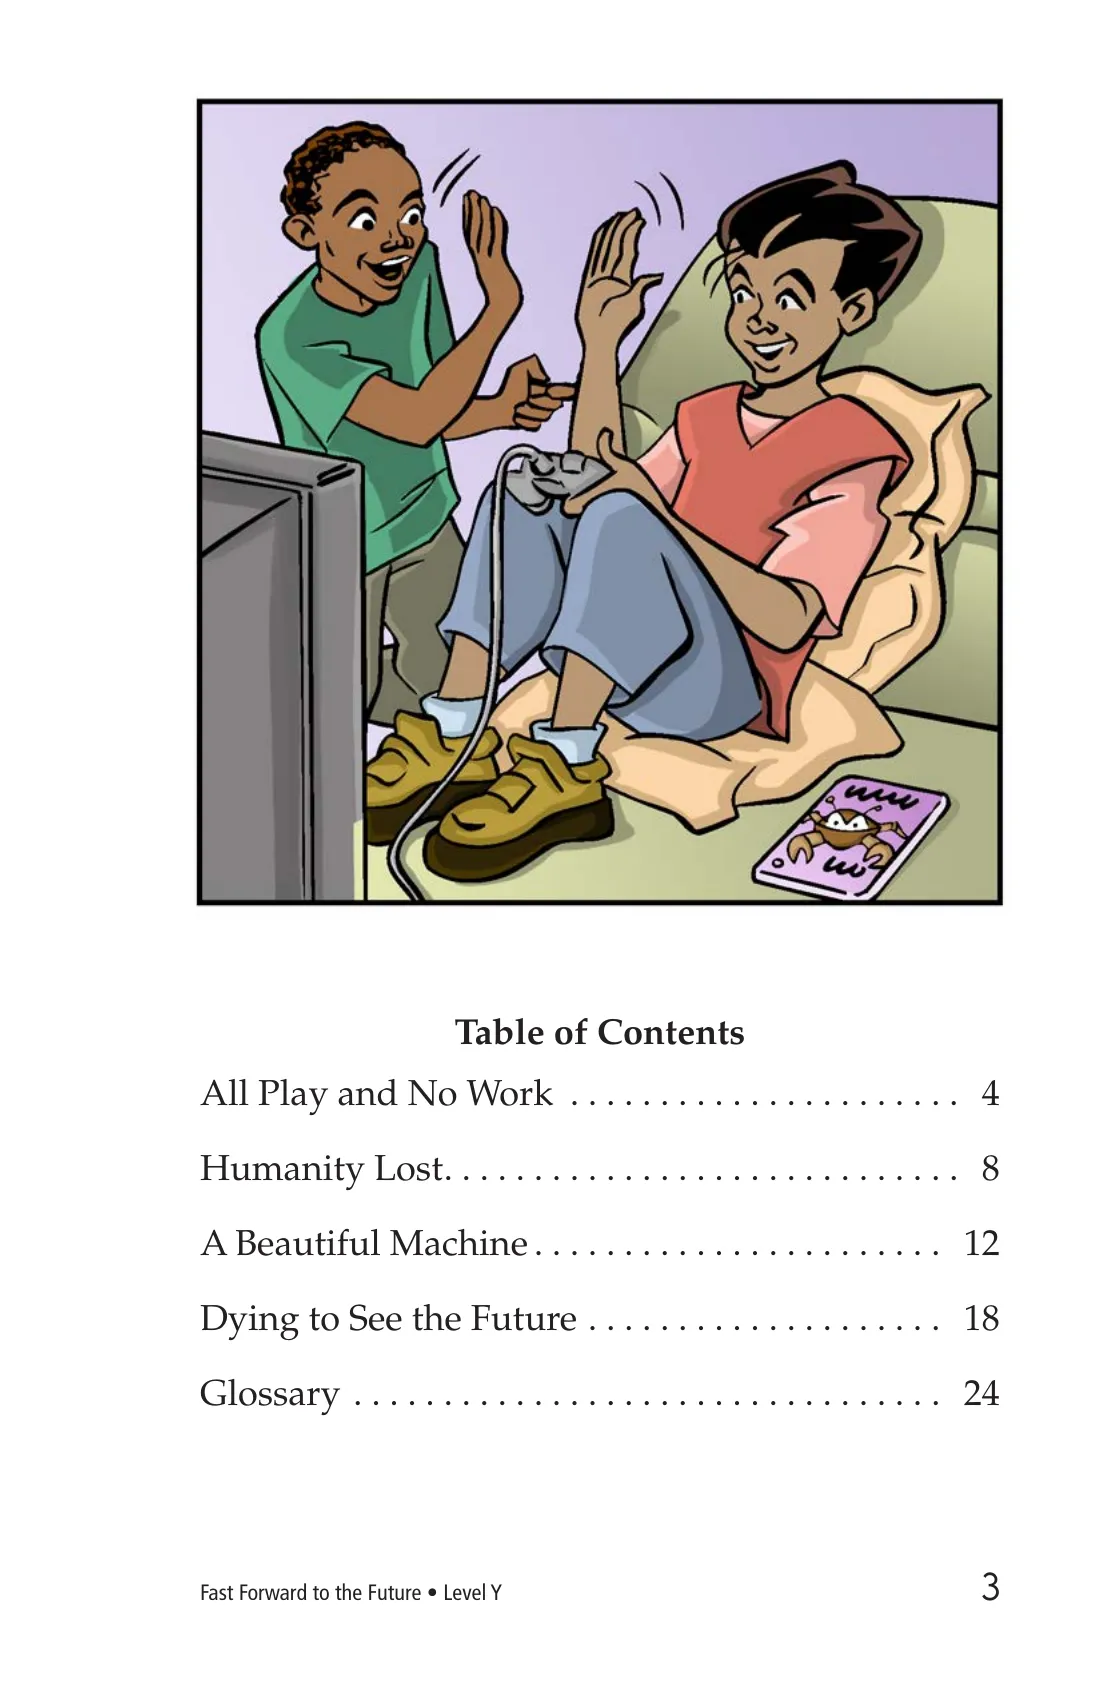 Table of Contents
All Play and No Work . . . . . . . . . . . . . . . . . . . . . . 4
Humanity Lost. . . . . . . . . . . . . . . . . . . . . . . . . . . . . 8
A Beautiful Machine . . . . . . . . . . . . . . . . . . . . . . . 12
Dying to See the Future . . . . . . . . . . . . . . . . . . . . 18
Glossary . . . . . . . . . . . . . . . . . . . . . . . . . . . . . . . . . 24
Fast Forward to the Future • Level Y 3